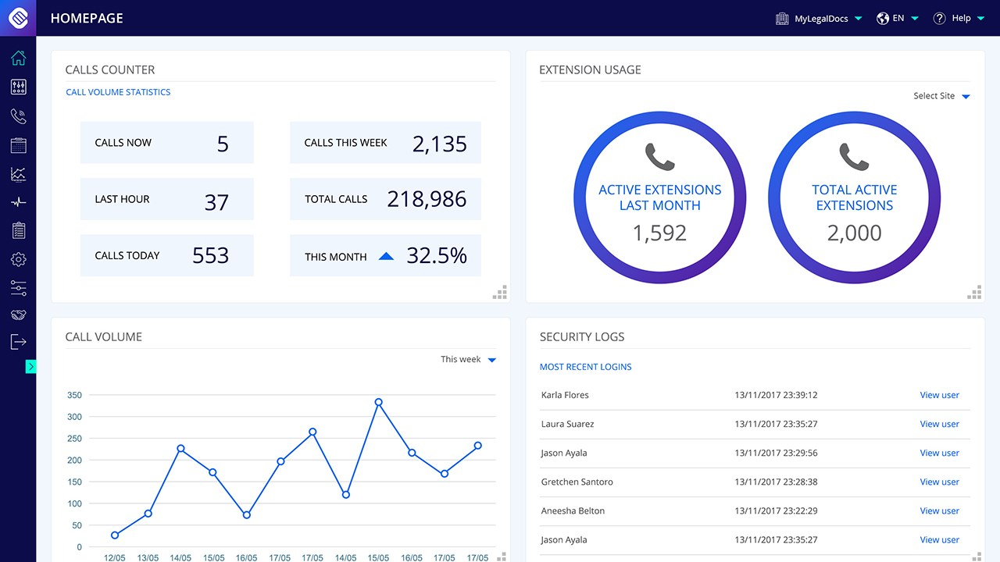 HOMEPAGE
MyLegalDocs
EN
Help
CALLS COUNTER
CALL VOLUME STATISTICS
CALLS NOW 5
CALLS THIS WEEK 2,135
LAST HOUR 37
TOTAL CALLS 218,986
CALLS TODAY 553
THIS MONTH 32.5%
EXTENSION USAGE
Select Site
ACTIVE EXTENSIONS
LAST MONTH
1,592
TOTAL ACTIVE
EXTENSIONS
2,000
CALL VOLUME
This week
350
300
250
200
150
100
50
0
12/05 13/05 14/05 15/05 16/05 17/05 17/05 14/05 15/05 16/05 17/05 17/05
SECURITY LOGS
MOST RECENT LOGINS
Karla Flores 13/11/2017 23:39:12 View user
Laura Suarez 13/11/2017 23:35:27 View user
Jason Ayala 13/11/2017 23:29:56 View user
Gretchen Santoro 13/11/2017 23:28:38 View user
Aneesha Belton 13/11/2017 23:22:29 View user
Jason Ayala 13/11/2017 23:35:27 View user